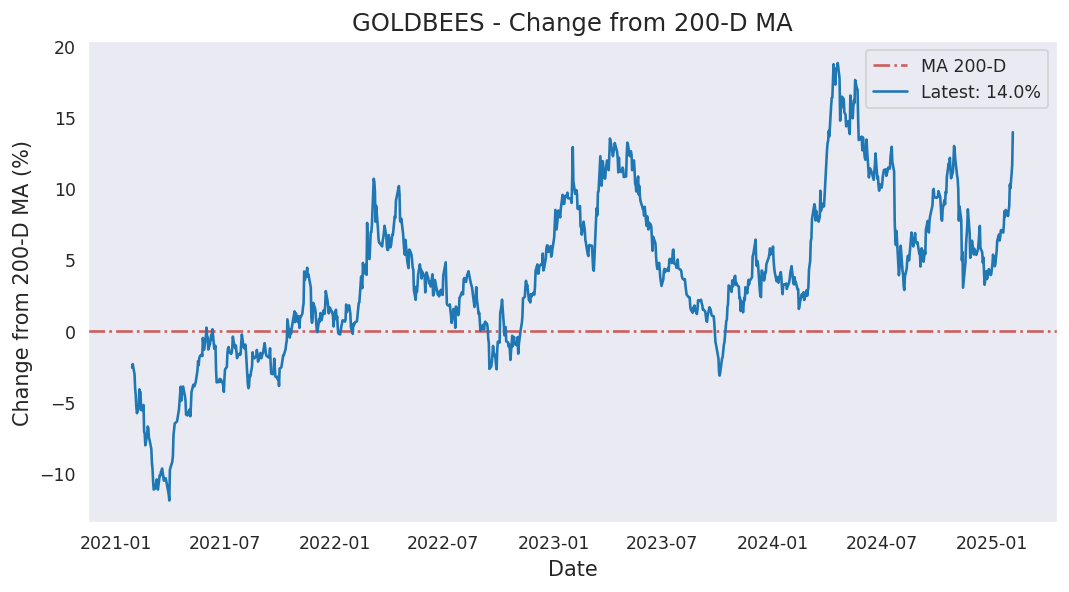 GOLDBEES - Change from 200-D MA
Change from 200-D MA (%)
20
15
10
5
0
−5
−10
MA 200-D
Latest: 14.0%
2021-01 2021-07 2022-01 2022-07 2023-01 2023-07 2024-01 2024-07 2025-01
Date